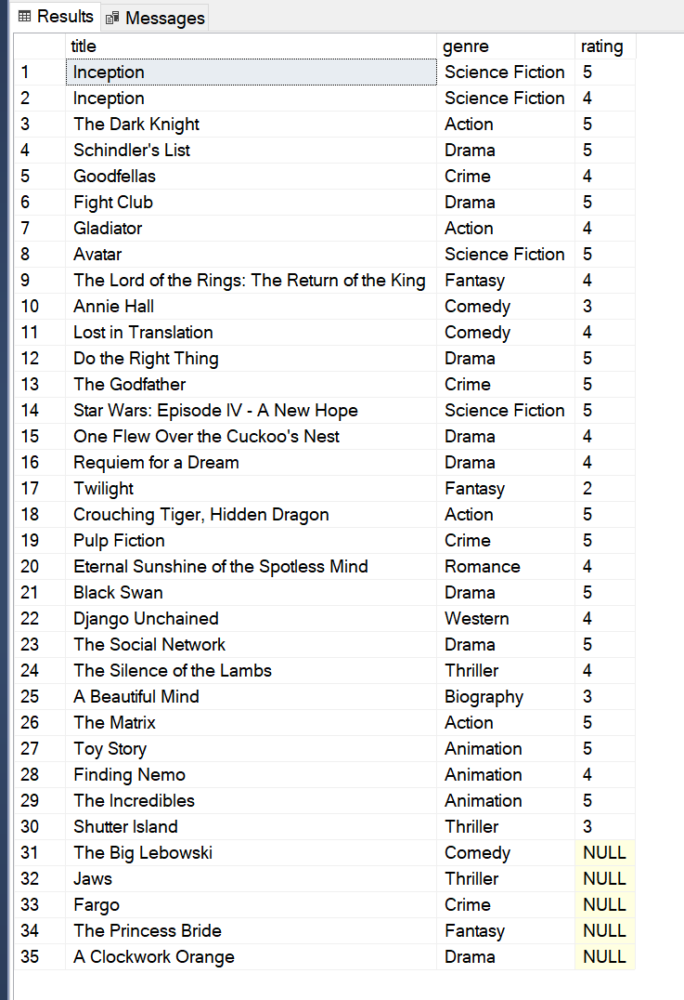 Results Messages
title genre rating
1 Inception Science Fiction 5
2 Inception Science Fiction 4
3 The Dark Knight Action 5
4 Schindler's List Drama 5
5 Goodfellas Crime 4
6 Fight Club Drama 5
7 Gladiator Action 4
8 Avatar Science Fiction 5
9 The Lord of the Rings: The Return of the King Fantasy 4
10 Annie Hall Comedy 3
11 Lost in Translation Comedy 4
12 Do the Right Thing Drama 5
13 The Godfather Crime 5
14 Star Wars: Episode IV - A New Hope Science Fiction 5
15 One Flew Over the Cuckoo's Nest Drama 4
16 Requiem for a Dream Drama 4
17 Twilight Fantasy 2
18 Crouching Tiger, Hidden Dragon Action 5
19 Pulp Fiction Crime 5
20 Eternal Sunshine of the Spotless Mind Romance 4
21 Black Swan Drama 5
22 Django Unchained Western 4
23 The Social Network Drama 5
24 The Silence of the Lambs Thriller 4
25 A Beautiful Mind Biography 3
26 The Matrix Action 5
27 Toy Story Animation 5
28 Finding Nemo Animation 4
29 The Incredibles Animation 5
30 Shutter Island Thriller 3
31 The Big Lebowski Comedy NULL
32 Jaws Thriller NULL
33 Fargo Crime NULL
34 The Princess Bride Fantasy NULL
35 A Clockwork Orange Drama NULL